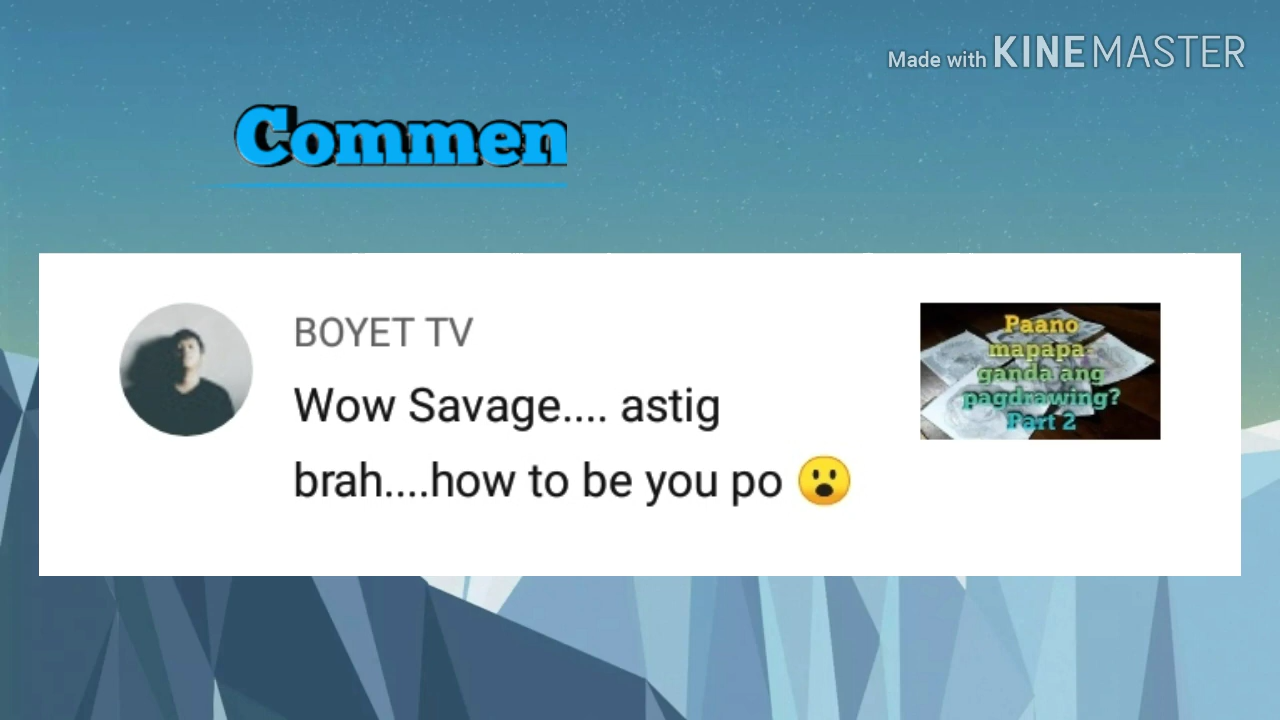 Made with KINEMASTER
Commen
BOYET TV
Wow Savage.... astig
brah....how to be you po 😮
Paano
mapapa-
ganda ang
pagdrawing?
Part 2